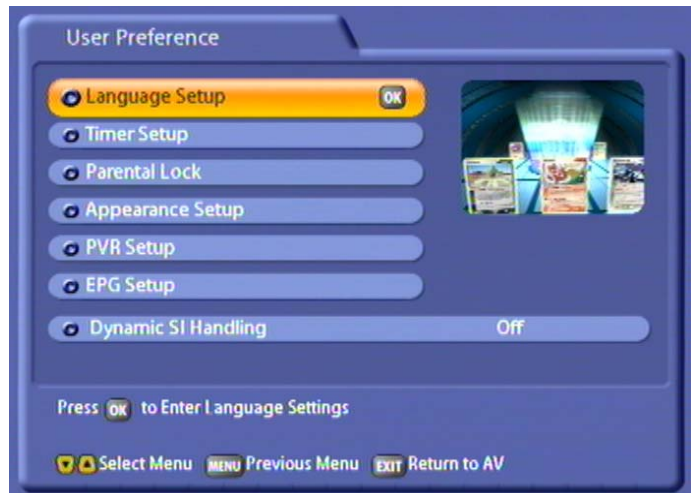 User Preference
Language Setup OK
Timer Setup
Parental Lock
Appearance Setup
PVR Setup
EPG Setup
Dynamic SI Handling Off
Press OK to Enter Language Settings
Select Menu MENU Previous Menu EXIT Return to AV